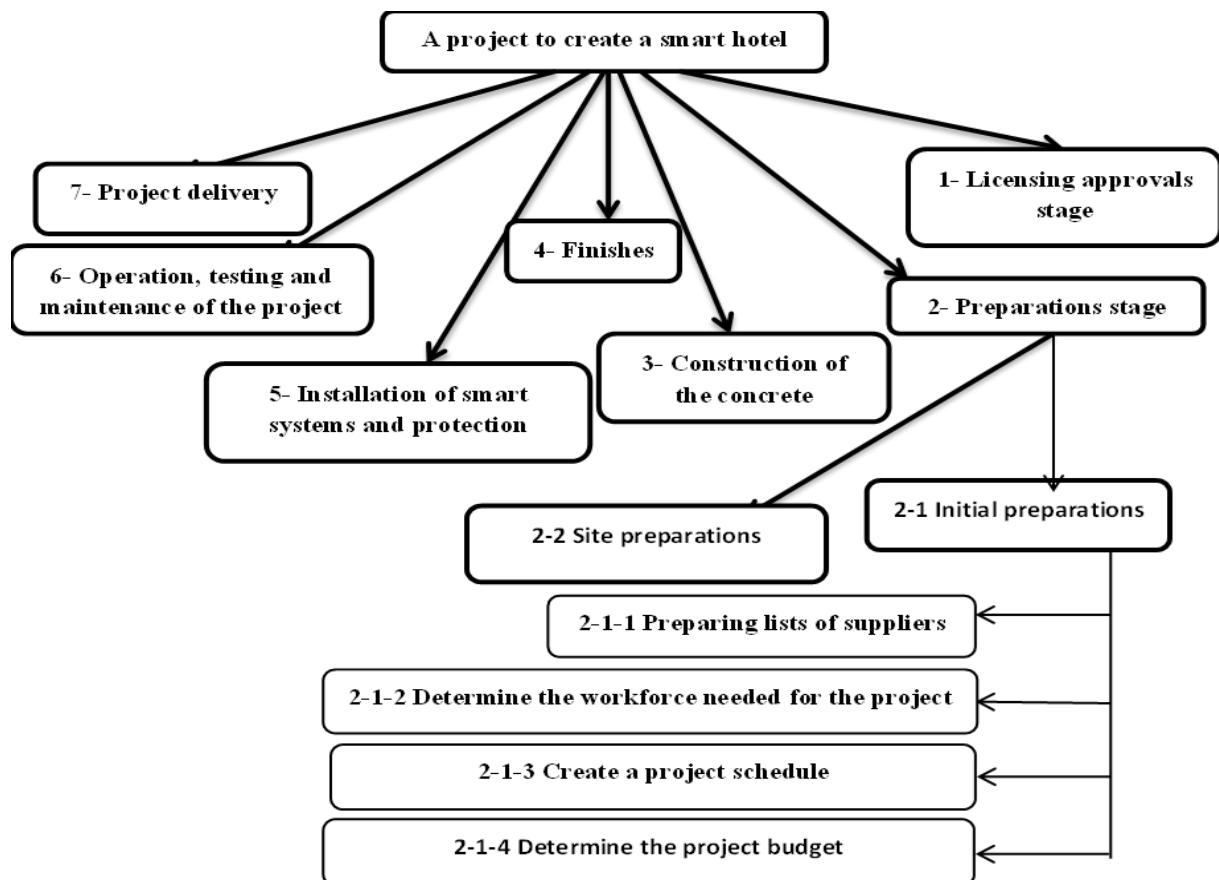 A project to create a smart hotel
1- Licensing approvals
stage
7- Project delivery
4- Finishes
6- Operation, testing and
maintenance of the project
2- Preparations stage
3- Construction of
the concrete
5- Installation of smart
systems and protection
2-1 Initial preparations
2-2 Site preparations
2-1-1 Preparing lists of suppliers
2-1-2 Determine the workforce needed for the project
2-1-3 Create a project schedule
2-1-4 Determine the project budget